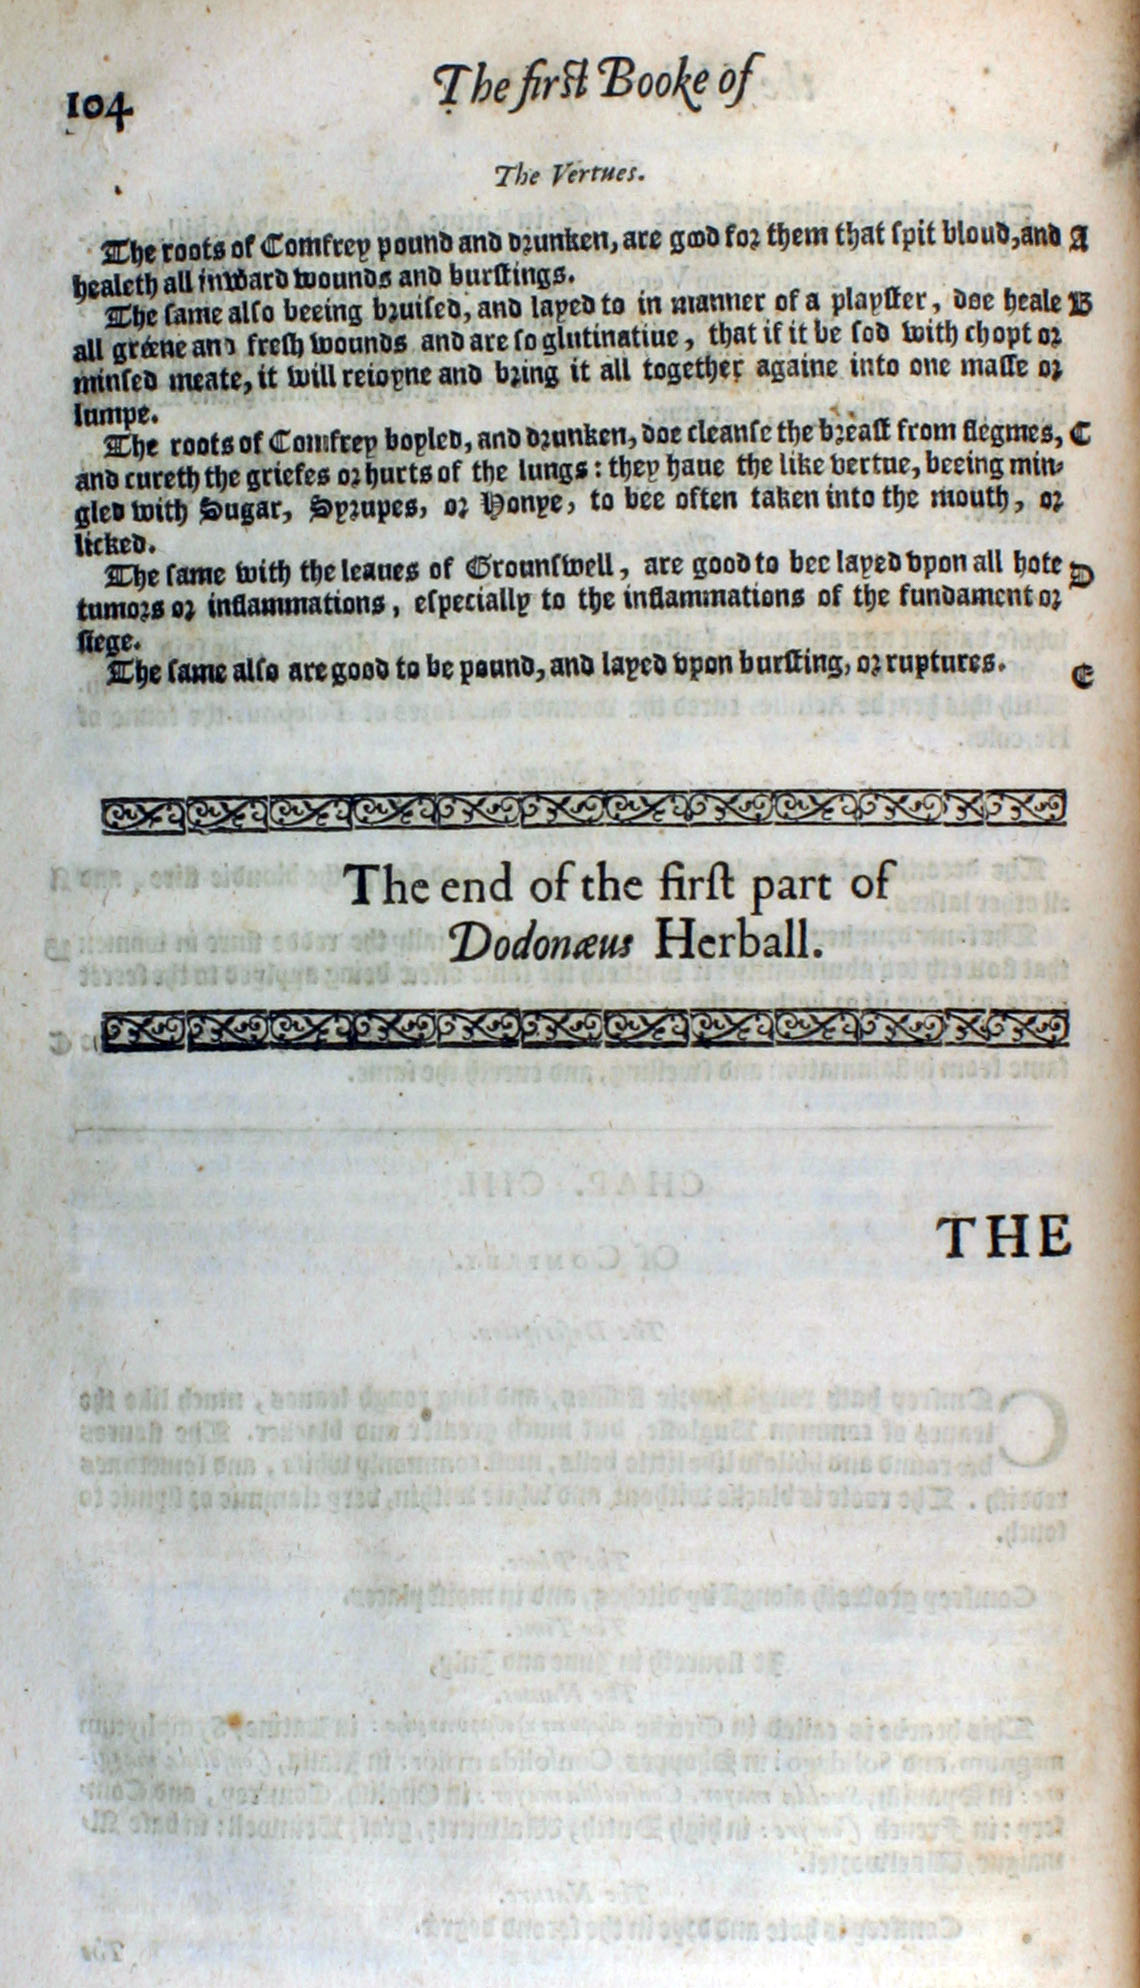 104
The first Booke of
The Vertues.
The roots of Comfrey pound and drunken, are good for them that spit bloud, and A
healeth all inward wounds and burstings.
The same also beeing bruised, and layed to in manner of a playster, doe heale B
all gréene and fresh wounds and are so glutinatiue, that if it be sod with chopt or
minsed meate, it will reioyne and bring it all together againe into one masse or
lumpe.
The roots of Comfrey boyled, and drunken, doe cleanse the breast from flegmes, C
and cureth the griefes or hurts of the lungs: they haue the like vertue, beeing min-
gled with Sugar, Syrupes, or Honye, to bee often taken into the mouth, or
licked.
The same with the leaues of Grounswell, are good to bee layed vpon all hote D
tumors or inflammations, especially to the inflammations of the fundament or
siege.
The same also are good to be pound, and layed vpon bursting, or ruptures. E
The end of the first part of
Dodonæus Herball.
THE